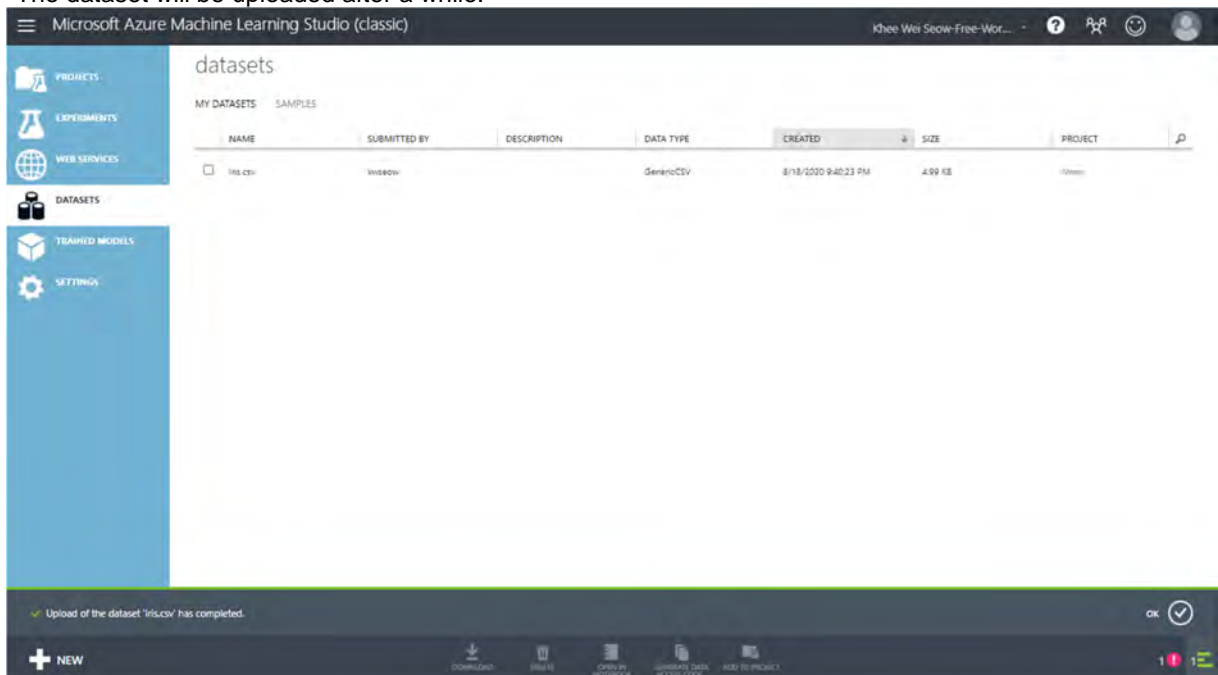 The dataset will be uploaded after a while.
Microsoft Azure Machine Learning Studio (classic)
Khee Wei Seow-Free-Wor...
PROJECTS
EXPERIMENTS
WEB SERVICES
DATASETS
TRAINED MODELS
SETTINGS
datasets
MY DATASETS SAMPLES
NAME SUBMITTED BY DESCRIPTION DATA TYPE CREATED SIZE PROJECT
Iris.csv GenericCSV 8/18/2020 9:40:23 PM 4.99 KB None
Upload of the dataset 'Iris.csv' has completed.
OK
NEW
DOWNLOAD DELETE OPEN IN NOTEBOOK GENERATE DATA ACCESS CODE ADD TO PROJECT
1 ! 1